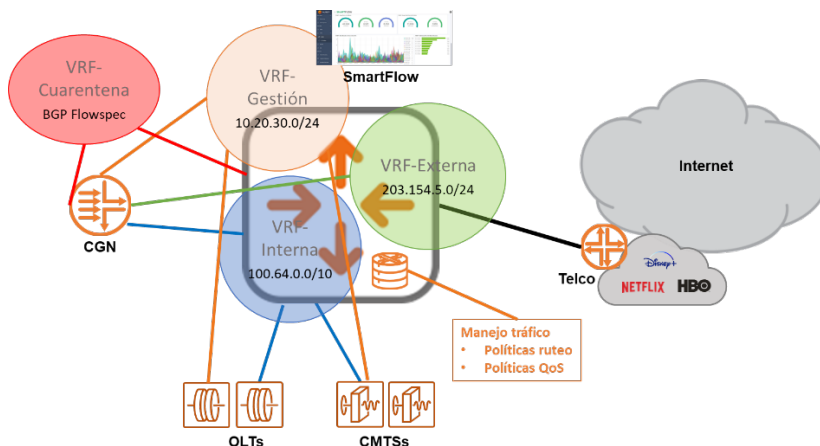 SmartFlow
VRF-
Cuarentena
BGP Flowspec
VRF-
Gestión
10.20.30.0/24
VRF-Externa
203.154.5.0/24
Internet
CGN
VRF-
Interna
100.64.0.0/10
Telco
Disney+
NETFLIX HBO
Manejo tráfico
• Políticas ruteo
• Políticas QoS
OLTs
CMTSs